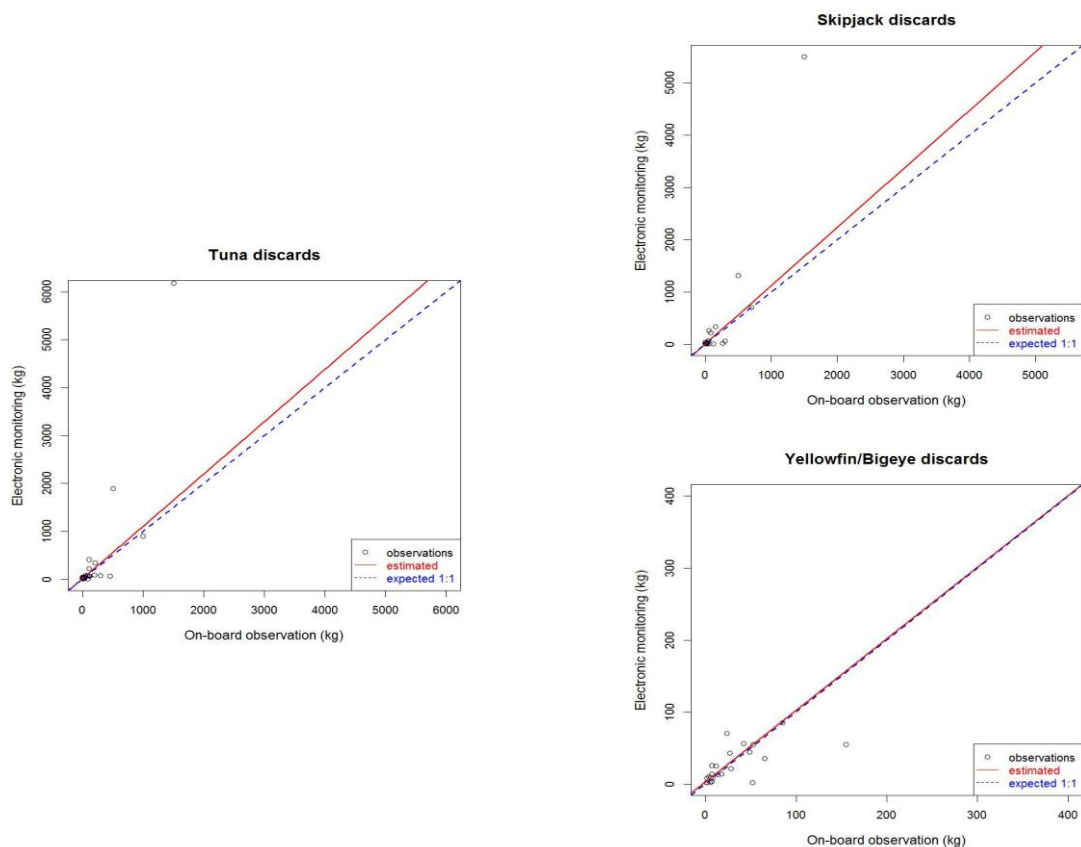 Tuna discards
Electronic monitoring (kg)
6000
5000
4000
3000
2000
1000
0
observations
estimated
expected 1:1
0 1000 2000 3000 4000 5000 6000
On-board observation (kg)
Skipjack discards
Electronic monitoring (kg)
5000
4000
3000
2000
1000
0
observations
estimated
expected 1:1
0 1000 2000 3000 4000 5000
On-board observation (kg)
Yellowfin/Bigeye discards
Electronic monitoring (kg)
400
300
200
100
0
observations
estimated
expected 1:1
0 100 200 300 400
On-board observation (kg)